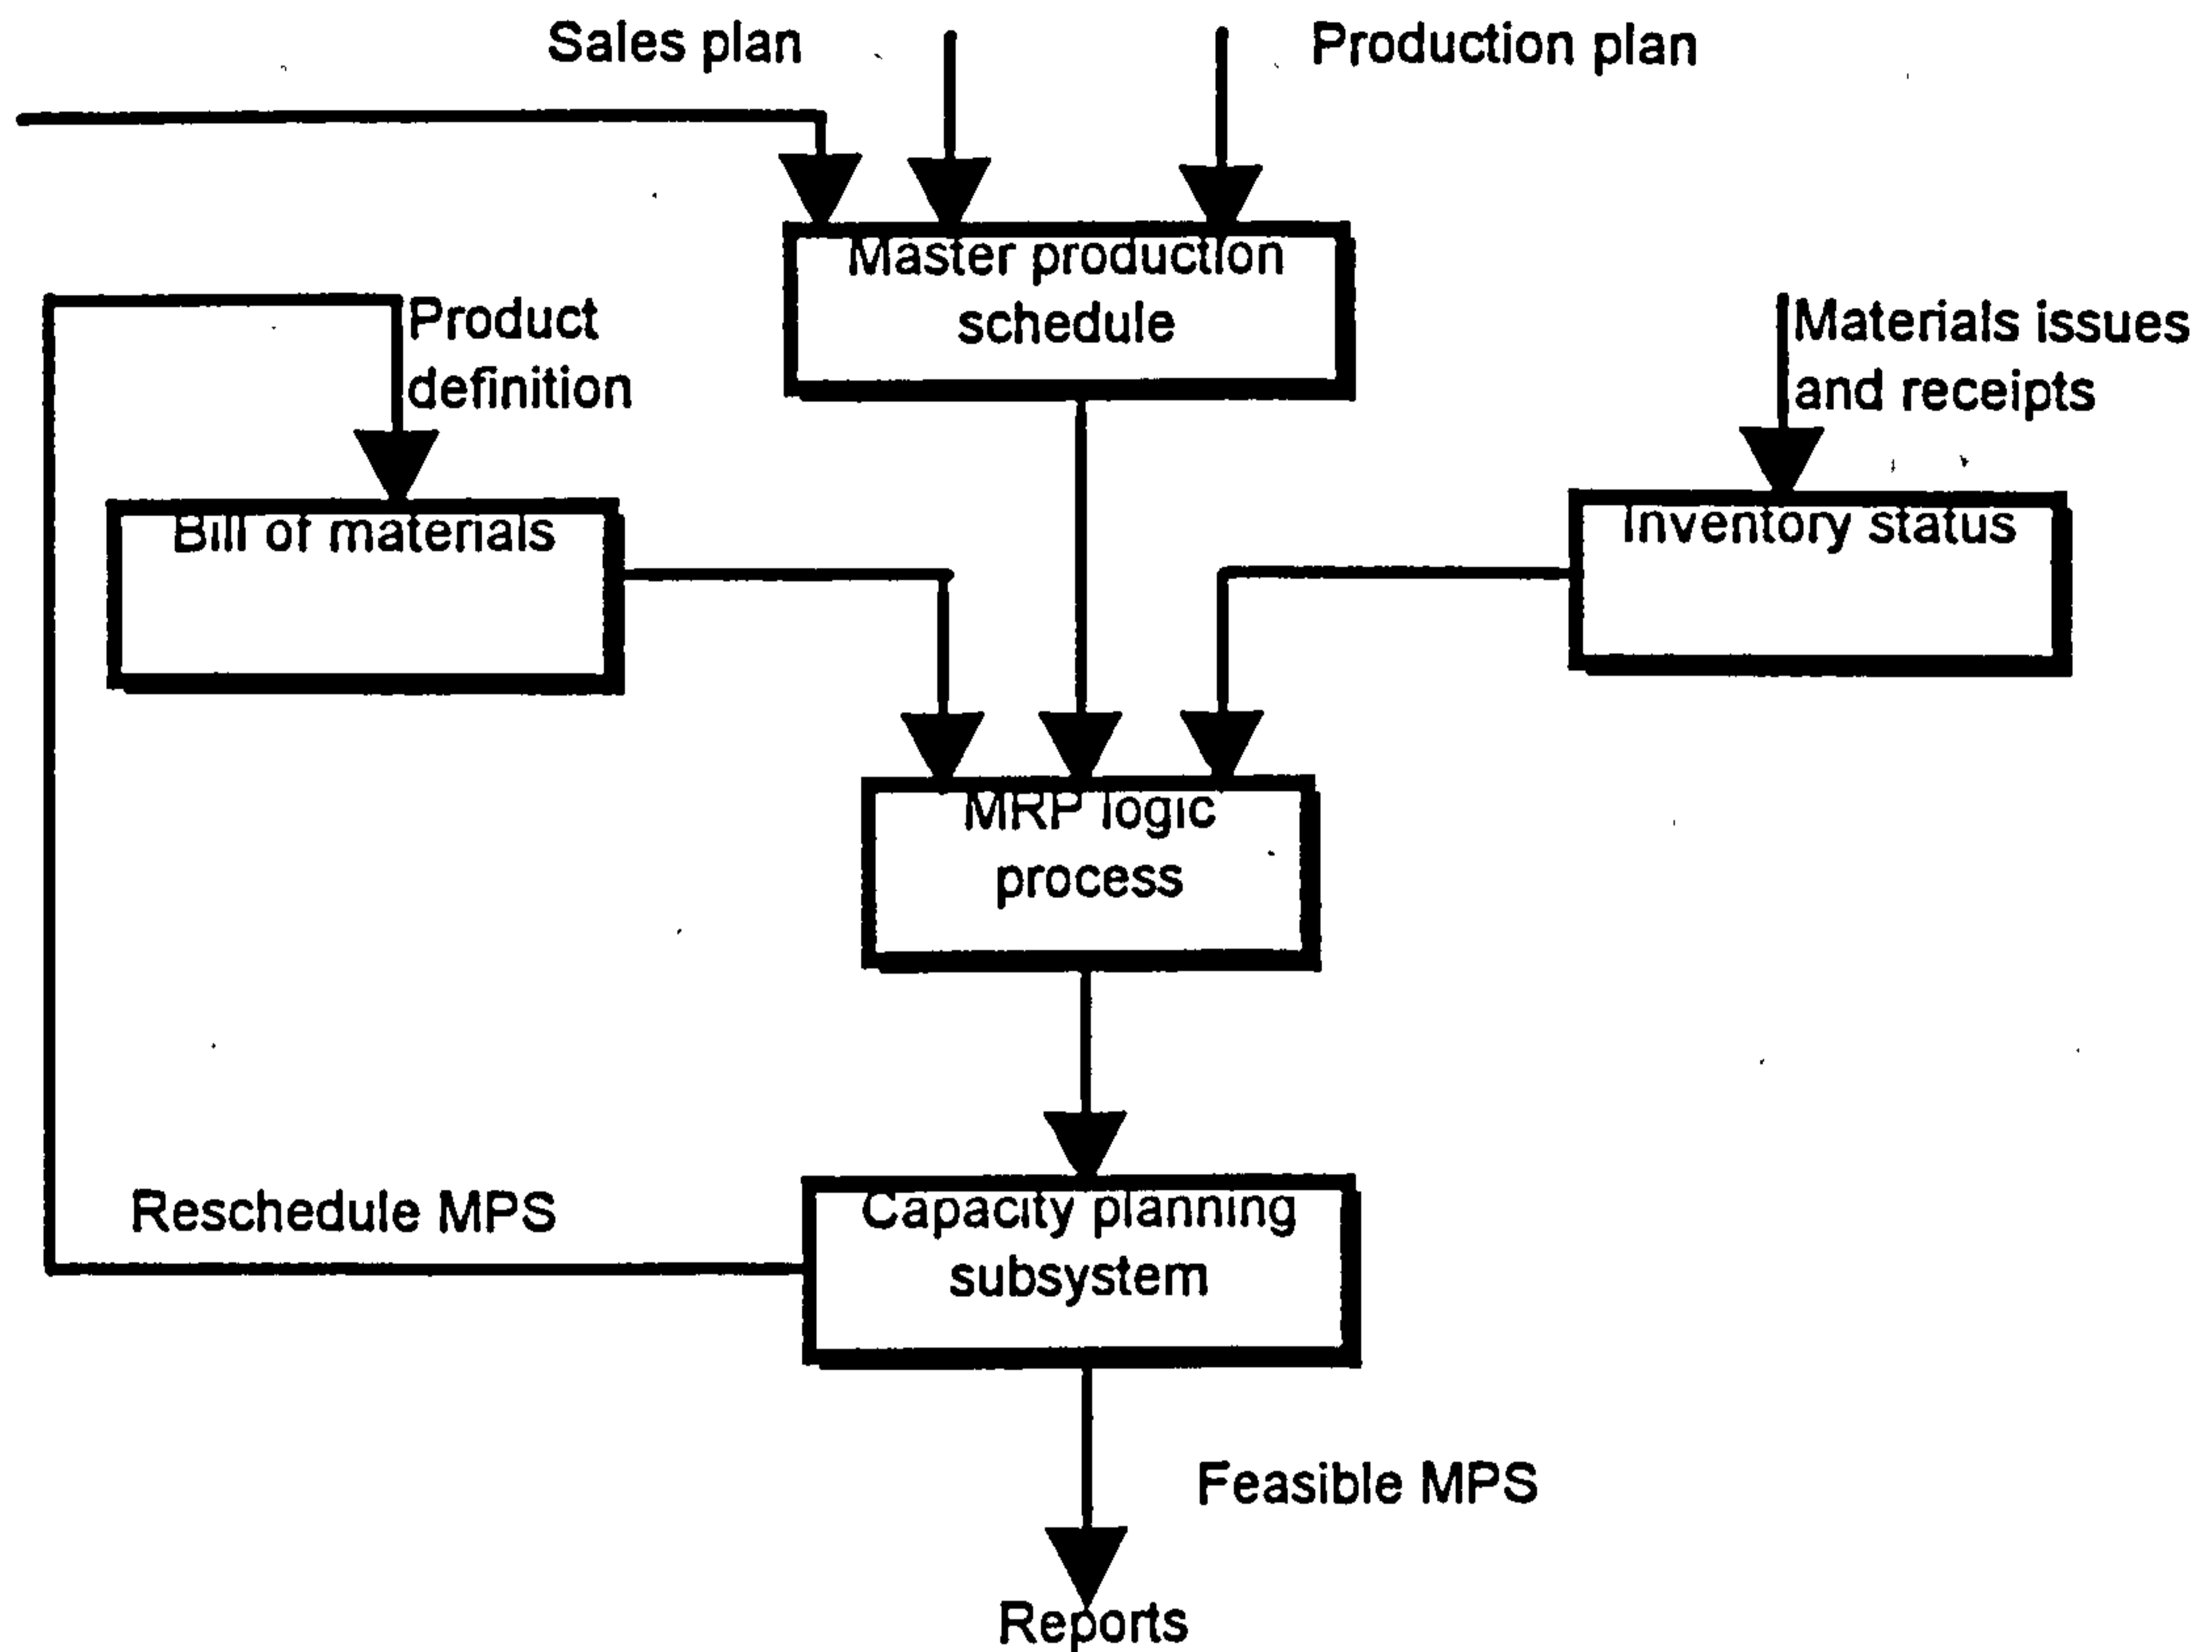 Sales plan
Production plan
Master production
schedule
Product
definition
Materials issues
and receipts
Bill of materials
Inventory status
MRP logic
process
Reschedule MPS
Capacity planning
subsystem
Feasible MPS
Reports